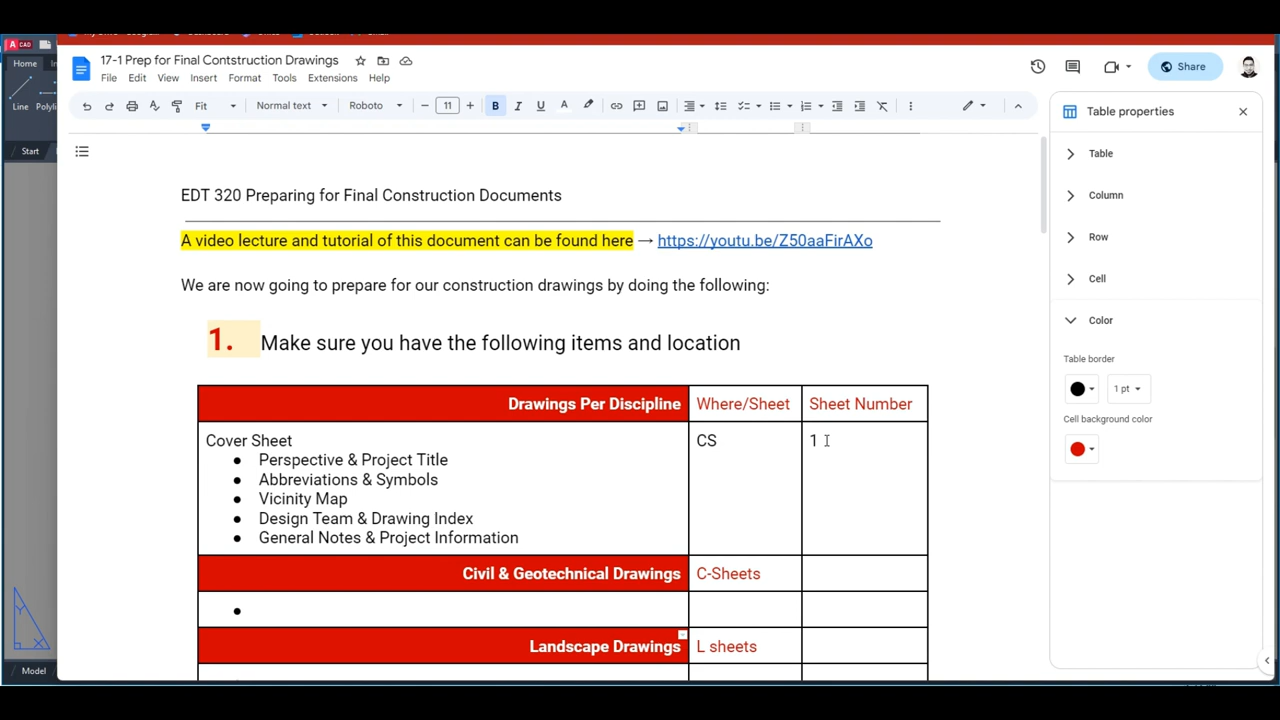 A CAD
17-1 Prep for Final Contstruction Drawings
File Edit View Insert Format Tools Extensions Help
Share
Home
Line Polyli
Fit Normal text Roboto 11 B I U A
Start
Table properties
Table
Column
Row
Cell
Color
Table border
1 pt
Cell background color
EDT 320 Preparing for Final Construction Documents
A video lecture and tutorial of this document can be found here → https://youtu.be/Z50aaFirAXo
We are now going to prepare for our construction drawings by doing the following:
1. Make sure you have the following items and location
Drawings Per Discipline Where/Sheet Sheet Number
Cover Sheet CS 1
● Perspective & Project Title
● Abbreviations & Symbols
● Vicinity Map
● Design Team & Drawing Index
● General Notes & Project Information
Civil & Geotechnical Drawings C-Sheets
●
Landscape Drawings L sheets
Y
X
Model